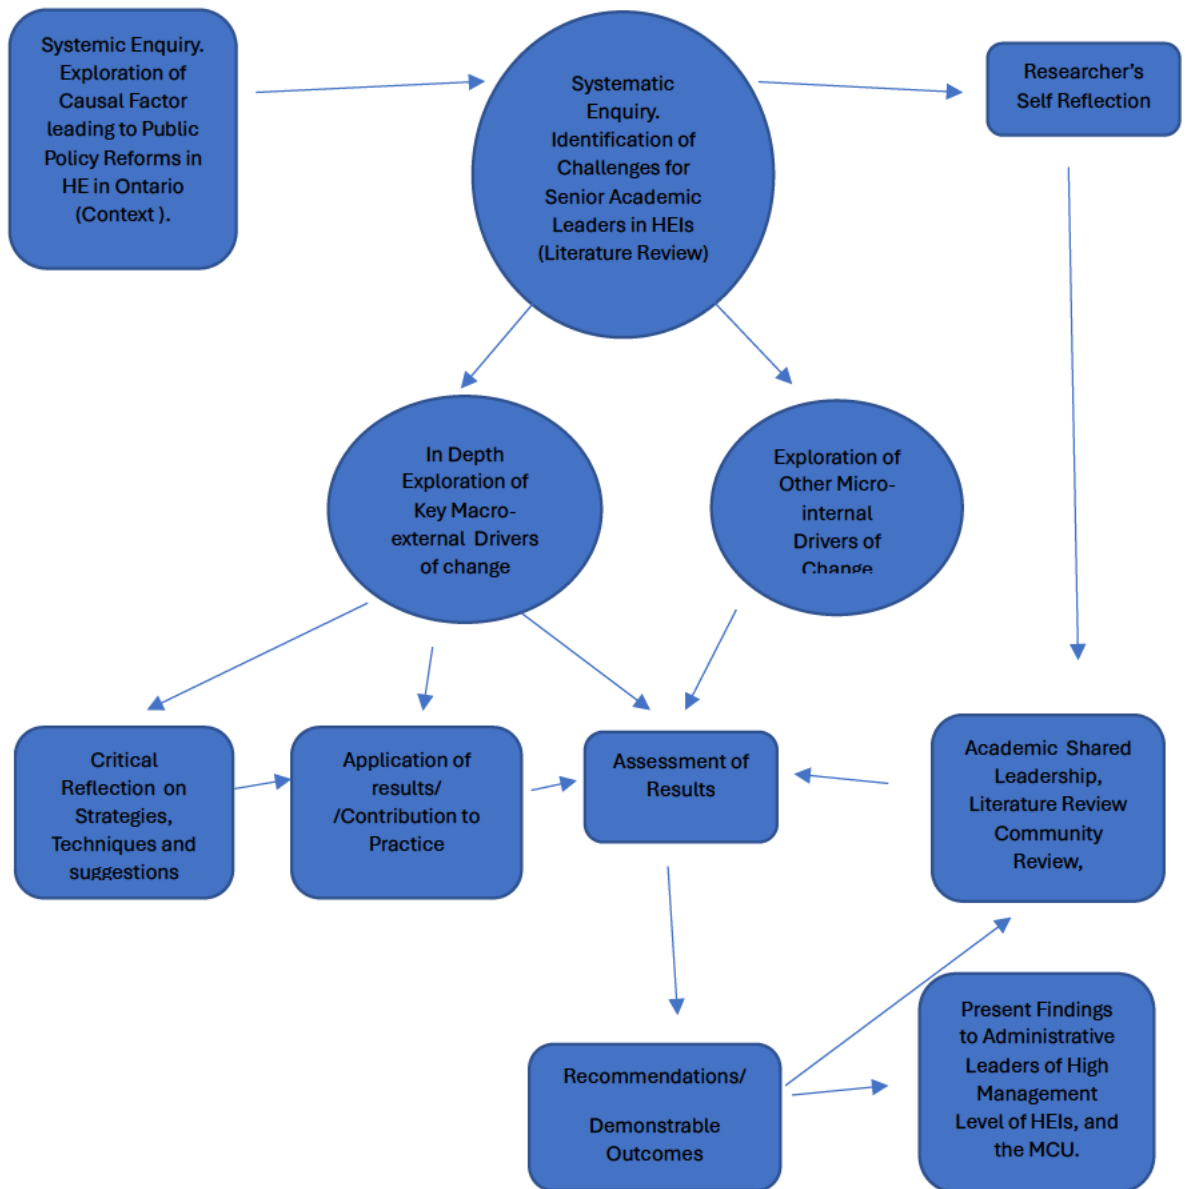 Systemic Enquiry.
Exploration of
Causal Factor
leading to Public
Policy Reforms in
HE in Ontario
(Context ).
Systematic
Enquiry.
Identification of
Challenges for
Senior Academic
Leaders in HEIs
(Literature Review)
Researcher’s
Self Reflection
In Depth
Exploration of
Key Macro-
external Drivers
of change
Exploration of
Other Micro-
internal
Drivers of
Change
Critical
Reflection on
Strategies,
Techniques and
suggestions
Application of
results/
/Contribution to
Practice
Assessment of
Results
Academic Shared
Leadership,
Literature Review
Community
Review,
Recommendations/
Demonstrable
Outcomes
Present Findings
to Administrative
Leaders of High
Management
Level of HEIs, and
the MCU.